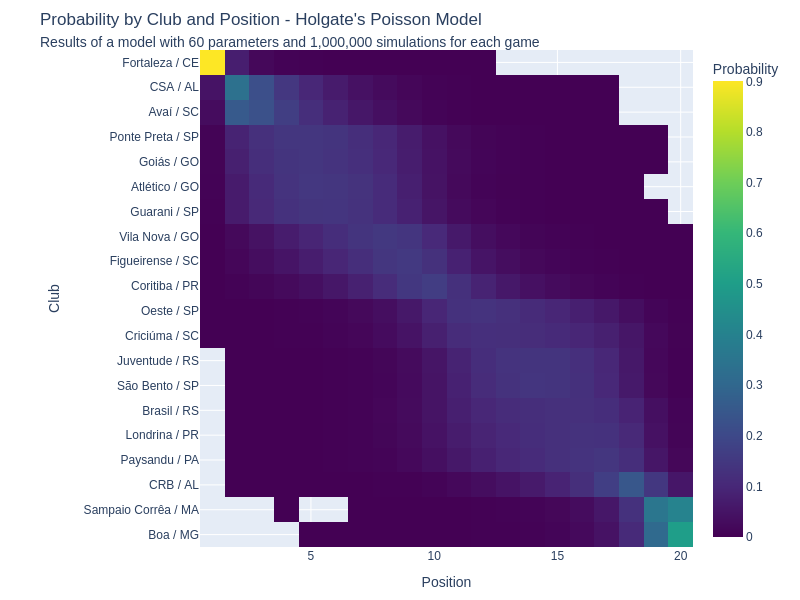 Probability by Club and Position - Holgate's Poisson Model
Results of a model with 60 parameters and 1,000,000 simulations for each game
Probability
Fortaleza / CE
CSA / AL
Avaí / SC
Ponte Preta / SP
Goiás / GO
Atlético / GO
Guarani / SP
Vila Nova / GO
Figueirense / SC
Coritiba / PR
Oeste / SP
Criciúma / SC
Juventude / RS
São Bento / SP
Brasil / RS
Londrina / PR
Paysandu / PA
CRB / AL
Sampaio Corrêa / MA
Boa / MG
Club
5
10
15
20
Position
0.9
0.8
0.7
0.6
0.5
0.4
0.3
0.2
0.1
0